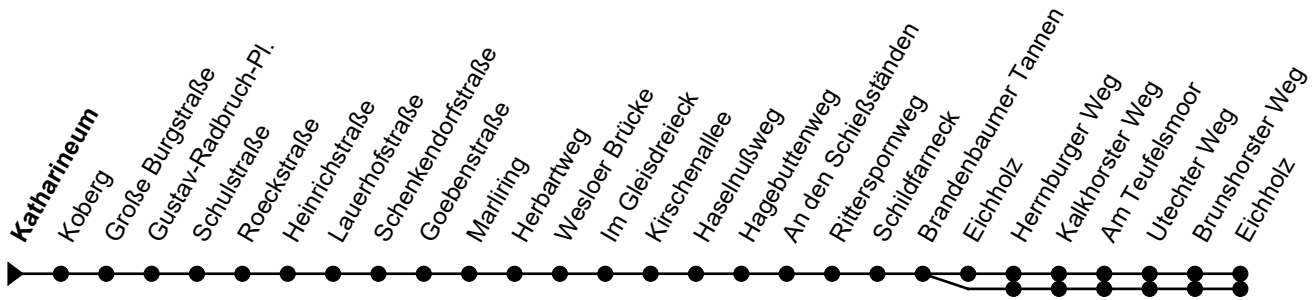 Katharineum
Koberg
Große Burgstraße
Gustav-Radbruch-Pl.
Schulstraße
Roeckstraße
Heinrichstraße
Lauerhofstraße
Schenkendorfstraße
Goebenstraße
Marliring
Herbartweg
Wesloer Brücke
Im Gleisdreieck
Kirschenallee
Haselnußweg
Hagebuttenweg
An den Schießständen
Ritterspornweg
Schildfarneck
Brandenbaumer Tannen
Eichholz
Herrnburger Weg
Kalkhorster Weg
Am Teufelsmoor
Utechter Weg
Brunshorster Weg
Eichholz